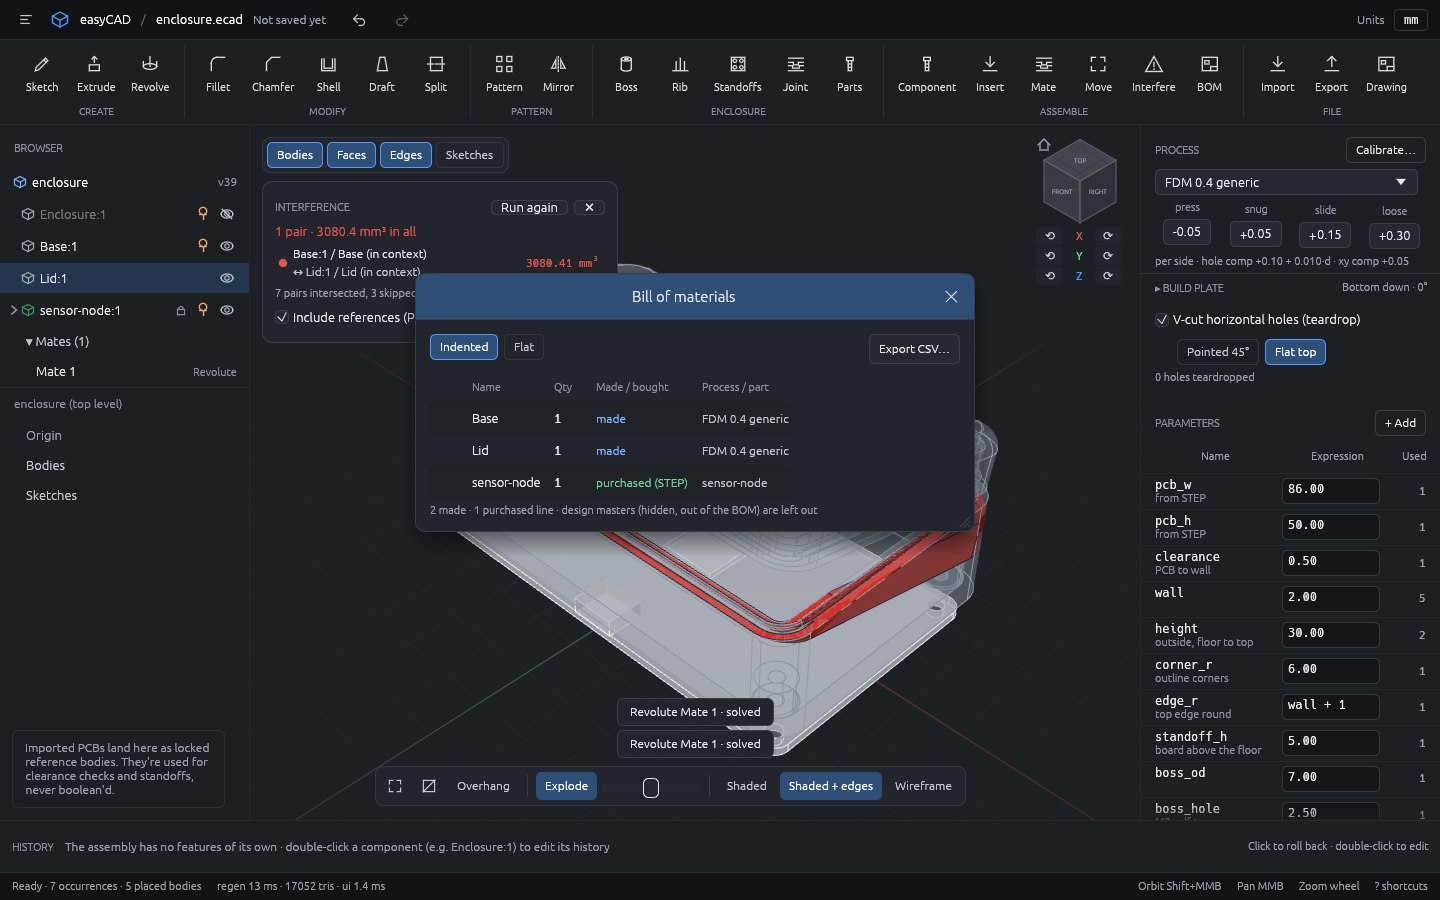 easyCAD / enclosure.ecad Not saved yet
Units mm
Sketch Extrude Revolve Fillet Chamfer Shell Draft Split Pattern Mirror Boss Rib Standoffs Joint Parts Component Insert Mate Move Interfere BOM Import Export Drawing
CREATE MODIFY PATTERN ENCLOSURE ASSEMBLE FILE
BROWSER
enclosure v39
Enclosure:1
Base:1
Lid:1
sensor-node:1
▾ Mates (1)
Mate 1 Revolute
enclosure (top level)
Origin
Bodies
Sketches
Imported PCBs land here as locked
reference bodies. They're used for
clearance checks and standoffs,
never boolean'd.
Bodies Faces Edges Sketches
INTERFERENCE Run again ×
1 pair · 3080.4 mm³ in all
Base:1 / Base (in context)
↔ Lid:1 / Lid (in context)
3080.41 mm³
7 pairs intersected, 3 skipped
Include references (P
TOP
FRONT RIGHT
X
Y
Z
Bill of materials
Indented Flat Export CSV...
Name Qty Made / bought Process / part
Base 1 made FDM 0.4 generic
Lid 1 made FDM 0.4 generic
sensor-node 1 purchased (STEP) sensor-node
2 made · 1 purchased line · design masters (hidden, out of the BOM) are left out
Revolute Mate 1 · solved
Revolute Mate 1 · solved
Overhang Explode Shaded Shaded + edges Wireframe
PROCESS Calibrate...
FDM 0.4 generic
press snug slide loose
-0.05 +0.05 +0.15 +0.30
per side · hole comp +0.10 + 0.010·d · xy comp +0.05
▸ BUILD PLATE Bottom down · 0°
V-cut horizontal holes (teardrop)
Pointed 45° Flat top
0 holes teardropped
PARAMETERS + Add
Name Expression Used
pcb_w 86.00 1
from STEP
pcb_h 50.00 1
from STEP
clearance 0.50 1
PCB to wall
wall 2.00 5
height 30.00 2
outside, floor to top
corner_r 6.00 1
outline corners
edge_r wall + 1 1
top edge round
standoff_h 5.00 1
board above the floor
boss_od 7.00 1
boss_hole 2.50 1
HISTORY The assembly has no features of its own · double-click a component (e.g. Enclosure:1) to edit its history
Click to roll back · double-click to edit
Ready · 7 occurrences · 5 placed bodies regen 13 ms · 17052 tris · ui 1.4 ms
Orbit Shift+MMB Pan MMB Zoom wheel ? shortcuts